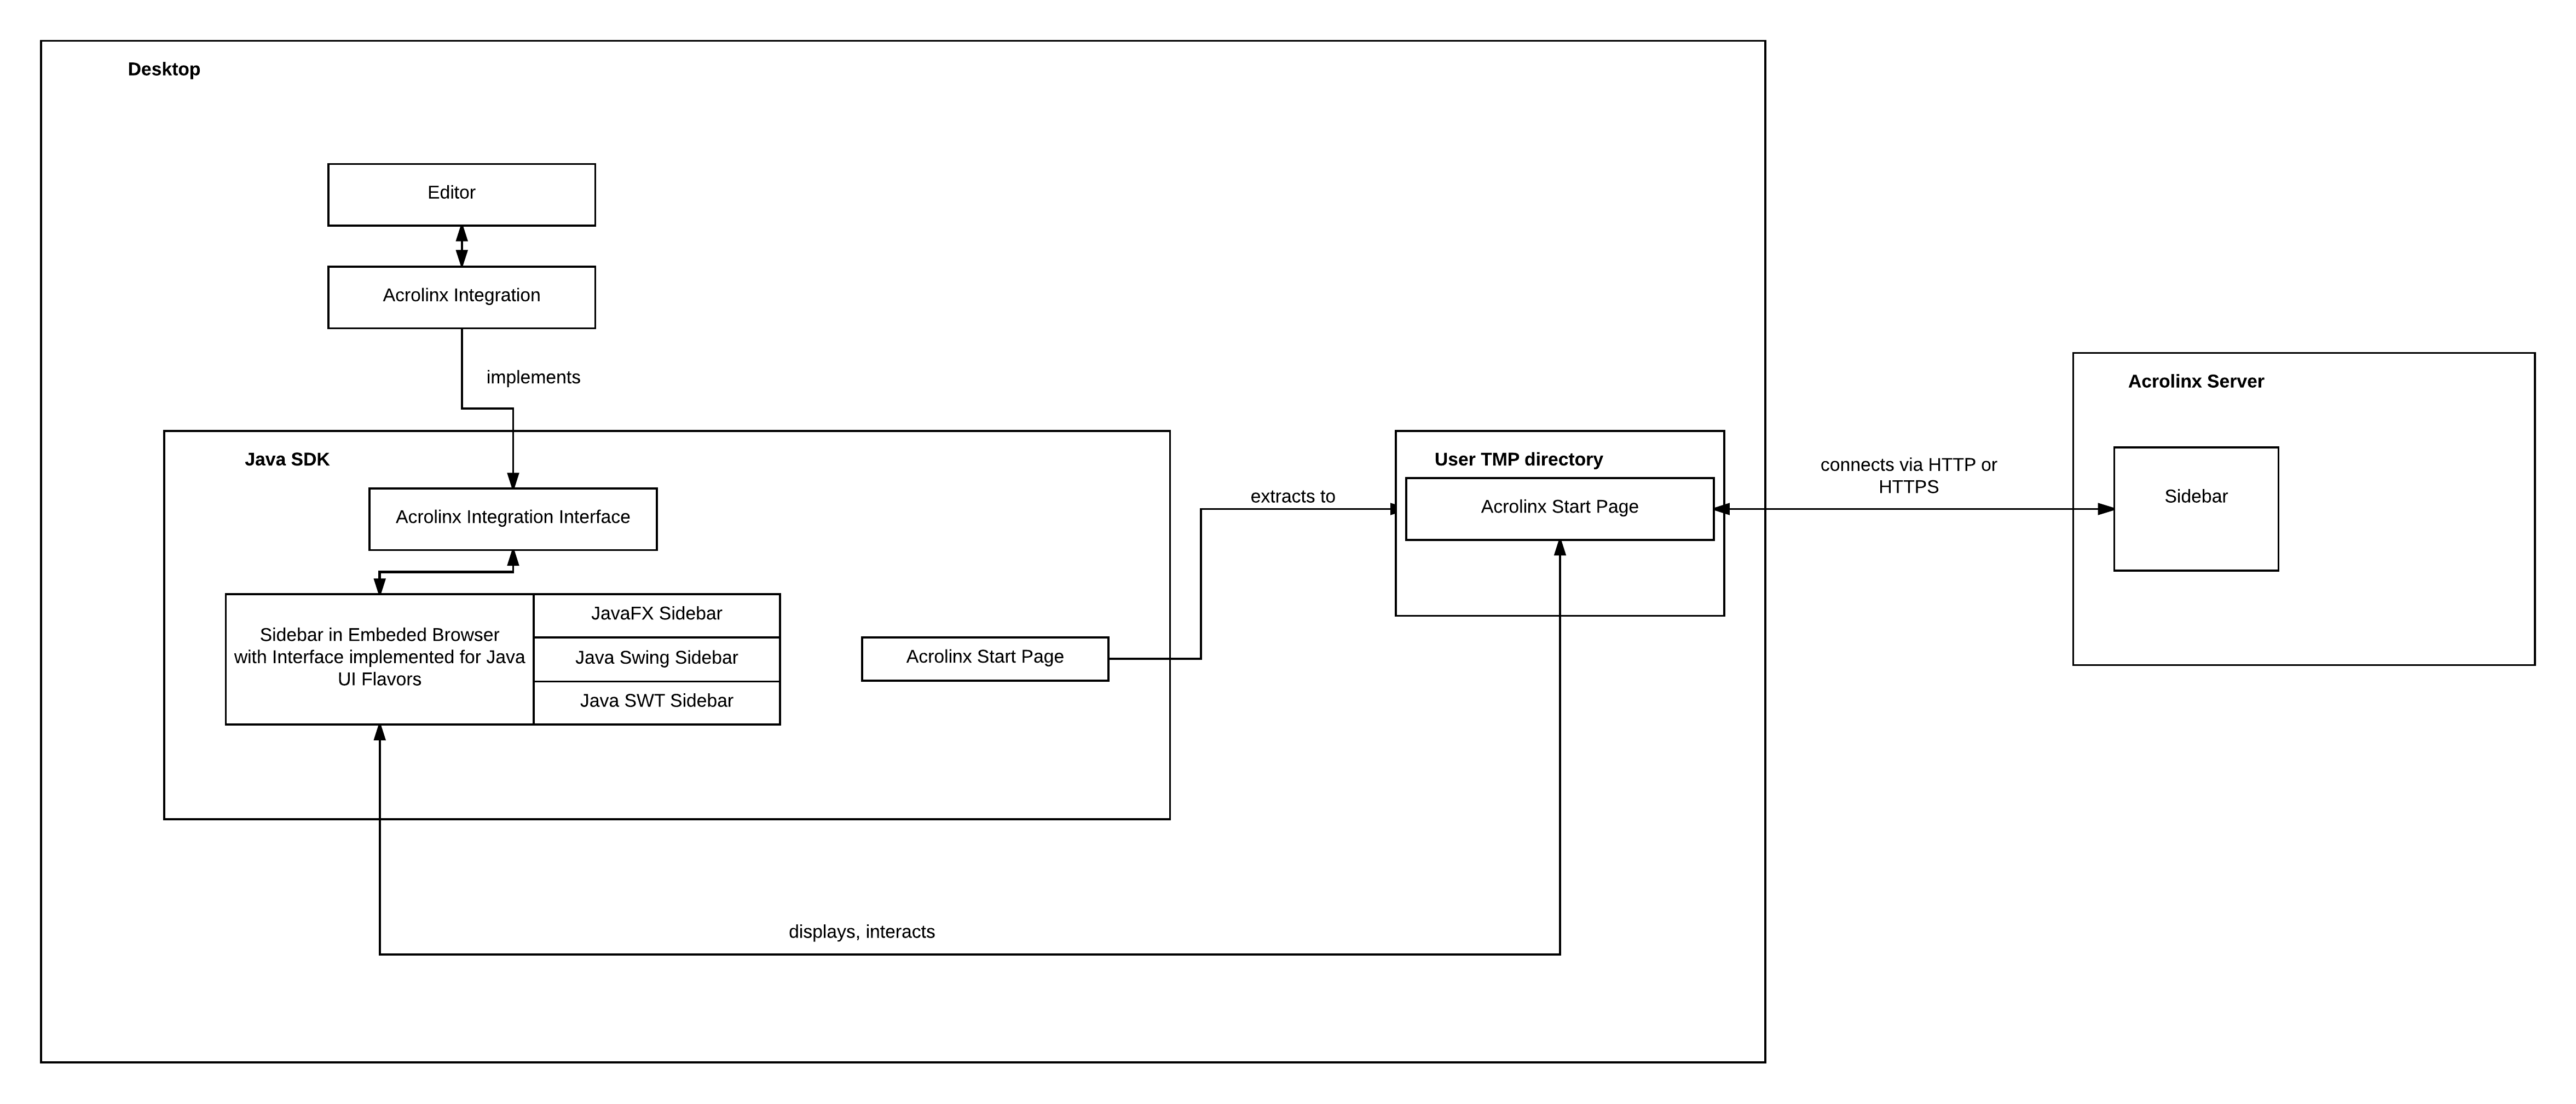 Desktop
Editor
Acrolinx Integration
implements
Acrolinx Server
Java SDK
User TMP directory
connects via HTTP or
HTTPS
extracts to
Acrolinx Start Page
Sidebar
Acrolinx Integration Interface
JavaFX Sidebar
Sidebar in Embeded Browser
with Interface implemented for Java
UI Flavors
Java Swing Sidebar
Acrolinx Start Page
Java SWT Sidebar
displays, interacts